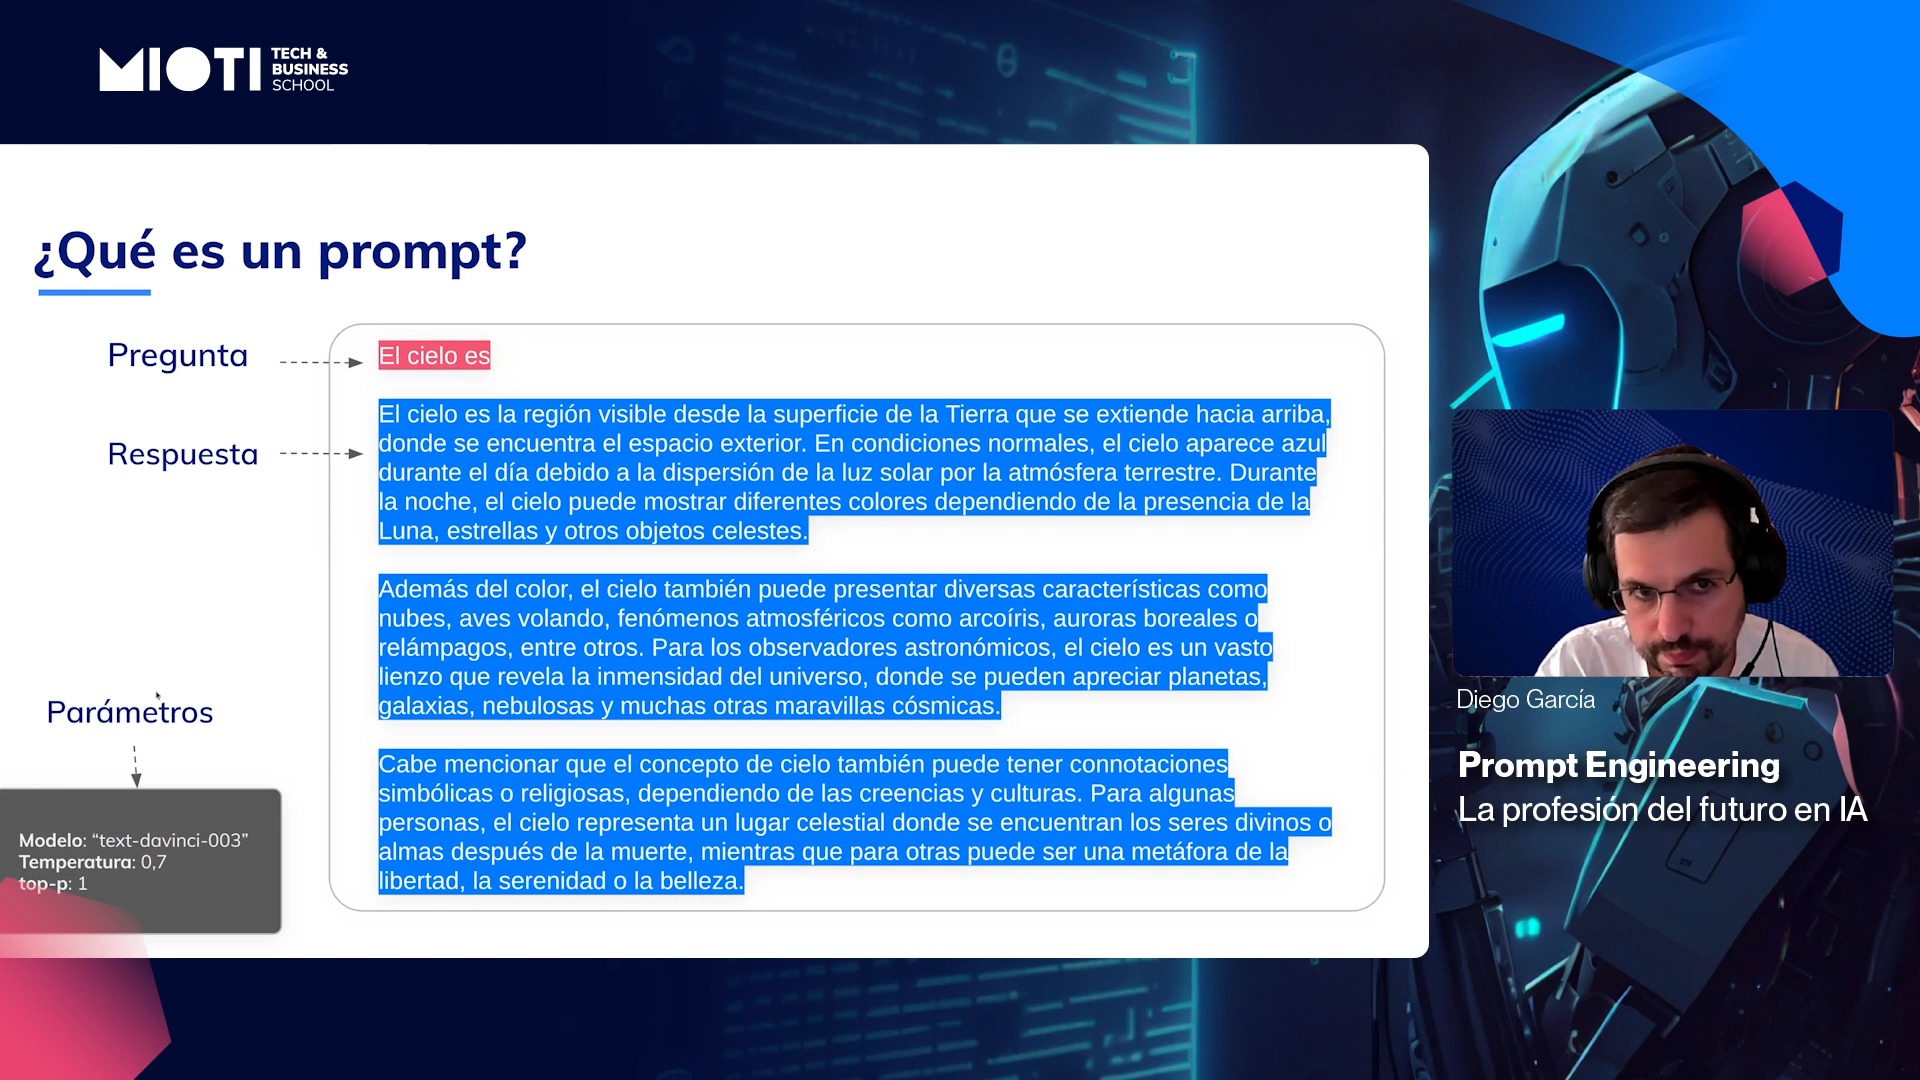 MIOTI
TECH &
BUSINESS
SCHOOL
¿Qué es un prompt?
Pregunta
El cielo es
Respuesta
El cielo es la región visible desde la superficie de la Tierra que se extiende hacia arriba,
donde se encuentra el espacio exterior. En condiciones normales, el cielo aparece azul
durante el día debido a la dispersión de la luz solar por la atmósfera terrestre. Durante
la noche, el cielo puede mostrar diferentes colores dependiendo de la presencia de la
Luna, estrellas y otros objetos celestes.
Además del color, el cielo también puede presentar diversas características como
nubes, aves volando, fenómenos atmosféricos como arcoíris, auroras boreales o
relámpagos, entre otros. Para los observadores astronómicos, el cielo es un vasto
lienzo que revela la inmensidad del universo, donde se pueden apreciar planetas,
galaxias, nebulosas y muchas otras maravillas cósmicas.
Cabe mencionar que el concepto de cielo también puede tener connotaciones
simbólicas o religiosas, dependiendo de las creencias y culturas. Para algunas
personas, el cielo representa un lugar celestial donde se encuentran los seres divinos o
almas después de la muerte, mientras que para otras puede ser una metáfora de la
libertad, la serenidad o la belleza.
Parámetros
Modelo: “text-davinci-003”
Temperatura: 0,7
top-p: 1
Diego García
Prompt Engineering
La profesión del futuro en IA